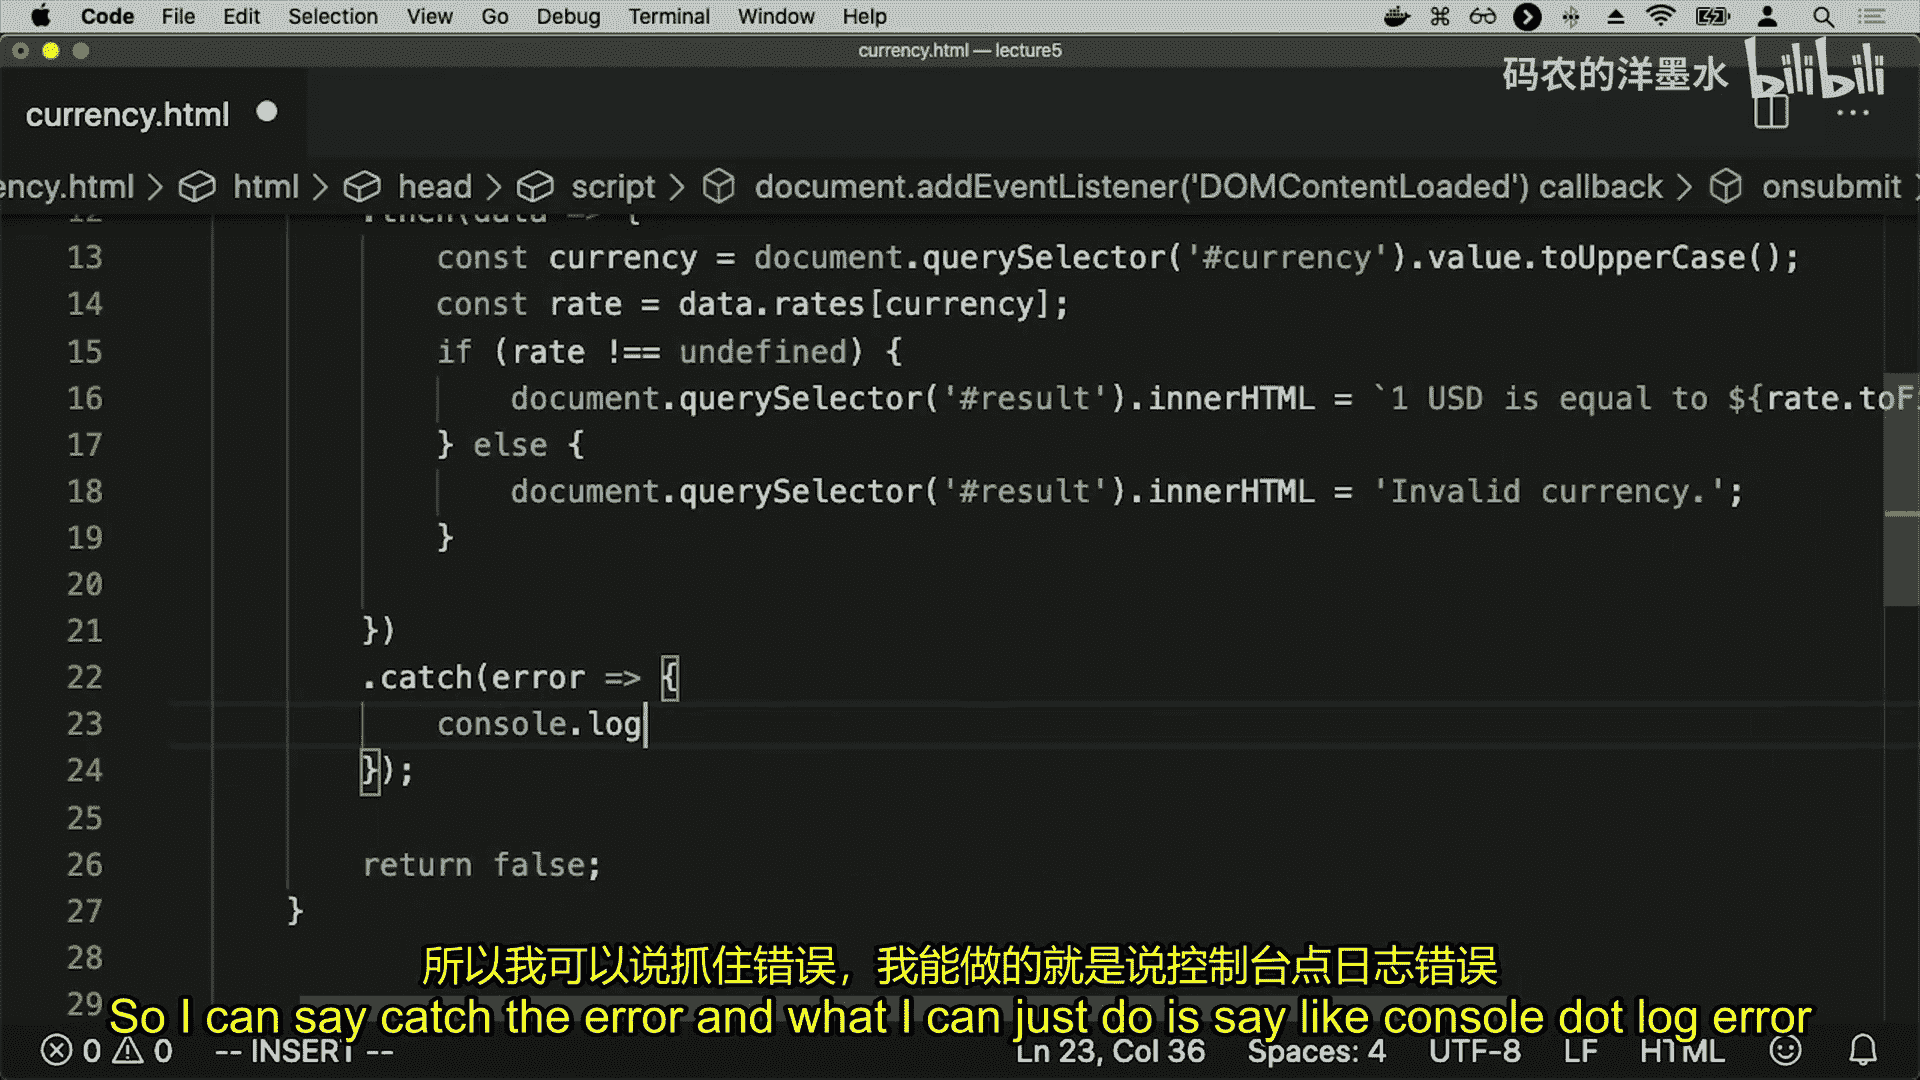 Code File Edit Selection View Go Debug Terminal Window Help
currency.html — lecture5
码农的洋墨水 bilibili
currency.html
ency.html > html > head > script > document.addEventListener('DOMContentLoaded') callback > onsubmit
12 .then(data => {
13 const currency = document.querySelector('#currency').value.toUpperCase();
14 const rate = data.rates[currency];
15 if (rate !== undefined) {
16 document.querySelector('#result').innerHTML = `1 USD is equal to ${rate.toF
17 } else {
18 document.querySelector('#result').innerHTML = 'Invalid currency.';
19 }
20
21 })
22 .catch(error => {
23 console.log
24 });
25
26 return false;
27 }
28
所以我可以说抓住错误，我能做的就是说控制台点日志错误
29
So I can say catch the error and what I can just do is say like console dot log error
0 0 -- INSERT -- Ln 23, Col 36 Spaces: 4 UTF-8 LF HTML